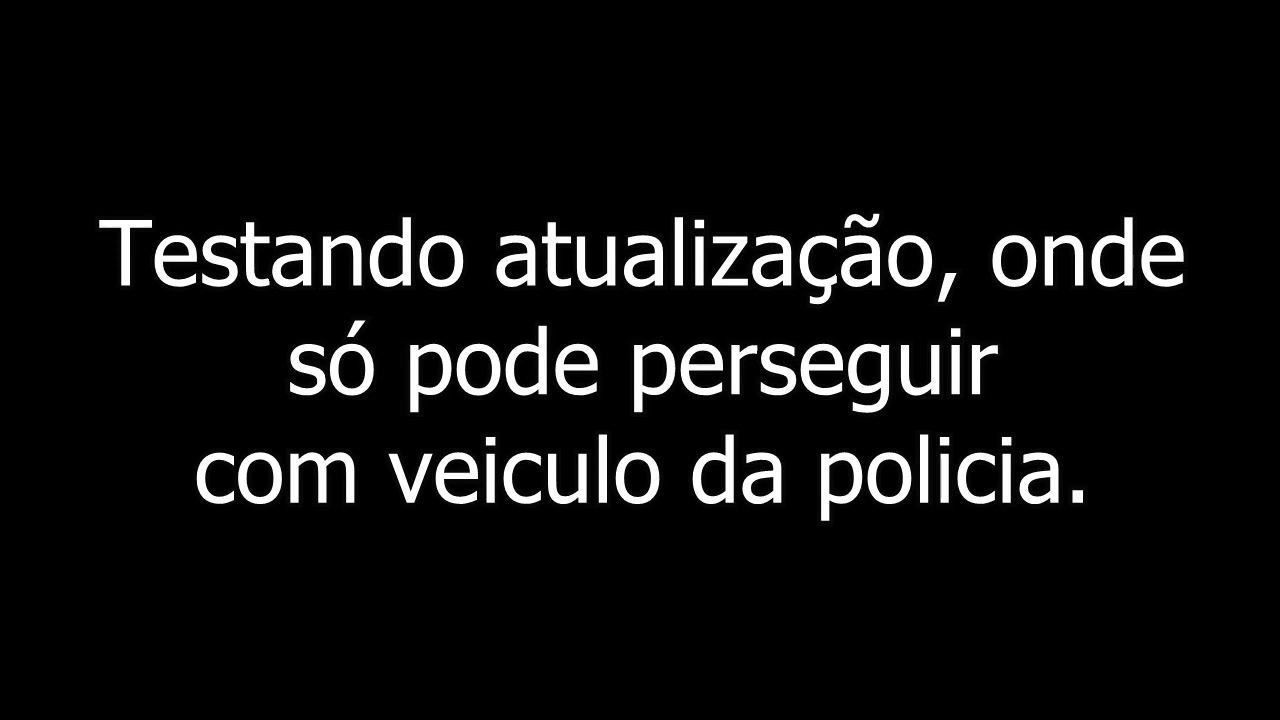 Testando atualização, onde
só pode perseguir
com veiculo da policia.